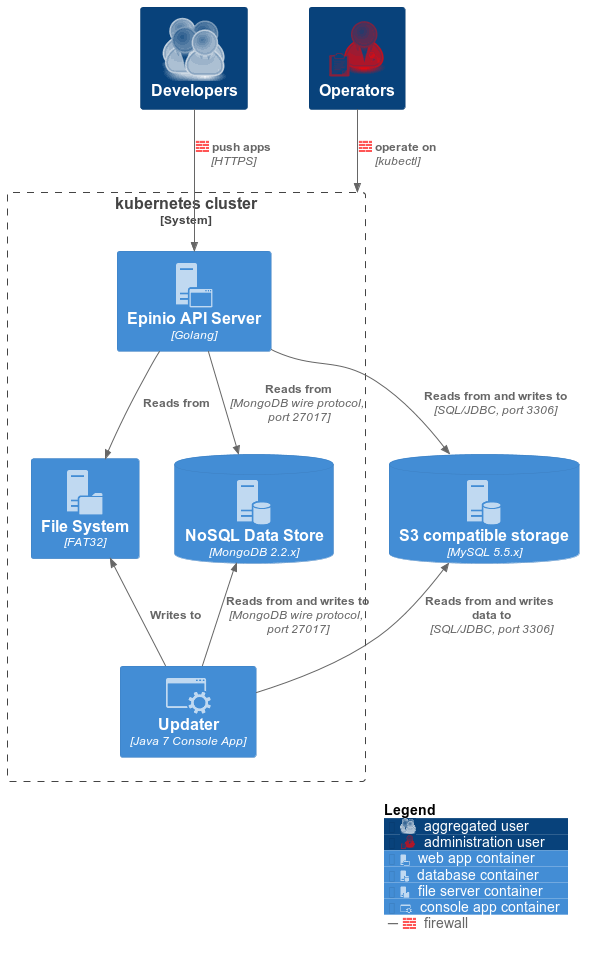 Developers
Operators
push apps
[HTTPS]
operate on
[kubectl]
kubernetes cluster
[System]
Epinio API Server
[Golang]
Reads from
Reads from
[MongoDB wire protocol,
port 27017]
Reads from and writes to
[SQL/JDBC, port 3306]
File System
[FAT32]
NoSQL Data Store
[MongoDB 2.2.x]
S3 compatible storage
[MySQL 5.5.x]
Writes to
Reads from and writes to
[MongoDB wire protocol,
port 27017]
Reads from and writes
data to
[SQL/JDBC, port 3306]
Updater
[Java 7 Console App]
Legend
aggregated user
administration user
web app container
database container
file server container
console app container
firewall